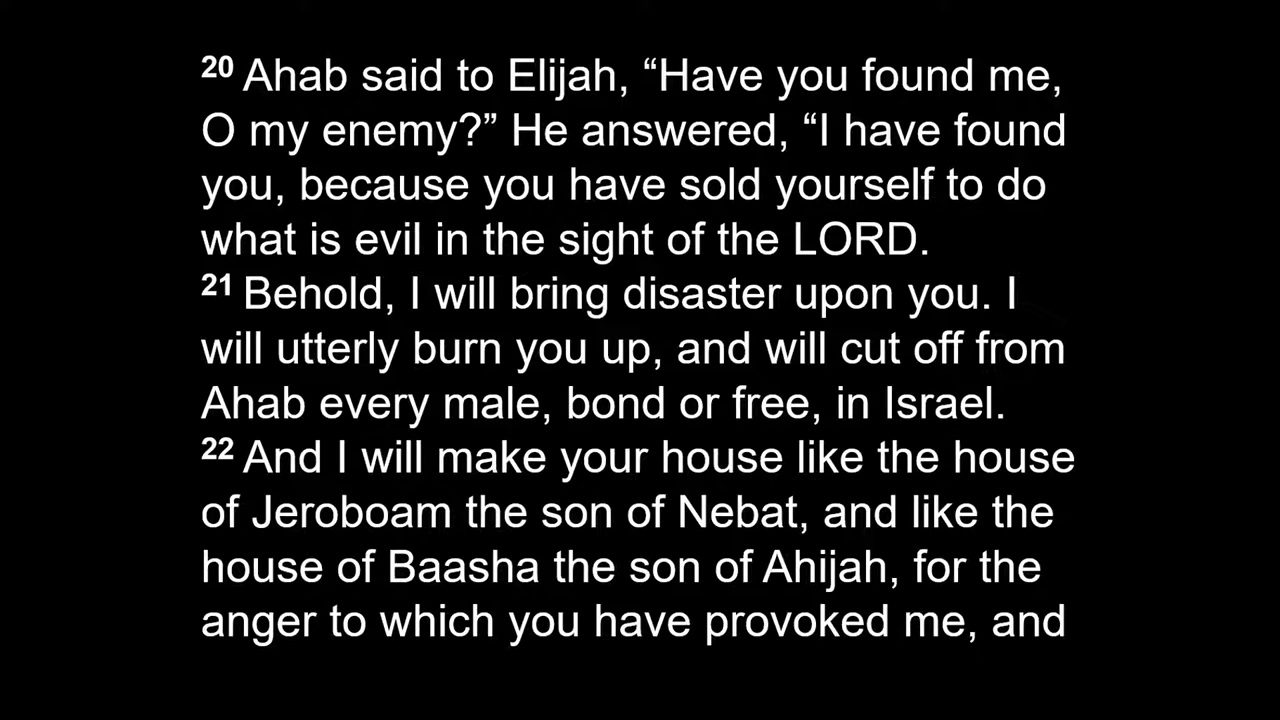 20 Ahab said to Elijah, “Have you found me,
O my enemy?” He answered, “I have found
you, because you have sold yourself to do
what is evil in the sight of the LORD.
21 Behold, I will bring disaster upon you. I
will utterly burn you up, and will cut off from
Ahab every male, bond or free, in Israel.
22 And I will make your house like the house
of Jeroboam the son of Nebat, and like the
house of Baasha the son of Ahijah, for the
anger to which you have provoked me, and